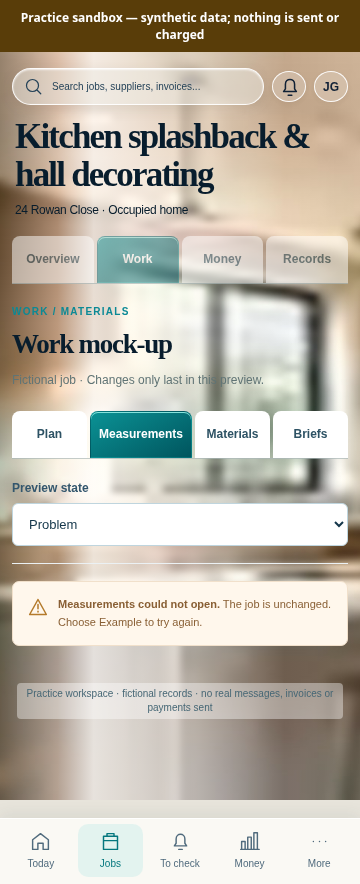 Practice sandbox — synthetic data; nothing is sent or
charged
Search jobs, suppliers, invoices...
JG
Kitchen splashback &
hall decorating
24 Rowan Close · Occupied home
Overview
Work
Money
Records
WORK / MATERIALS
Work mock-up
Fictional job · Changes only last in this preview.
Plan
Measurements
Materials
Briefs
Preview state
Problem
Measurements could not open. The job is unchanged.
Choose Example to try again.
Practice workspace · fictional records · no real messages, invoices or
payments sent
Today
Jobs
To check
Money
More